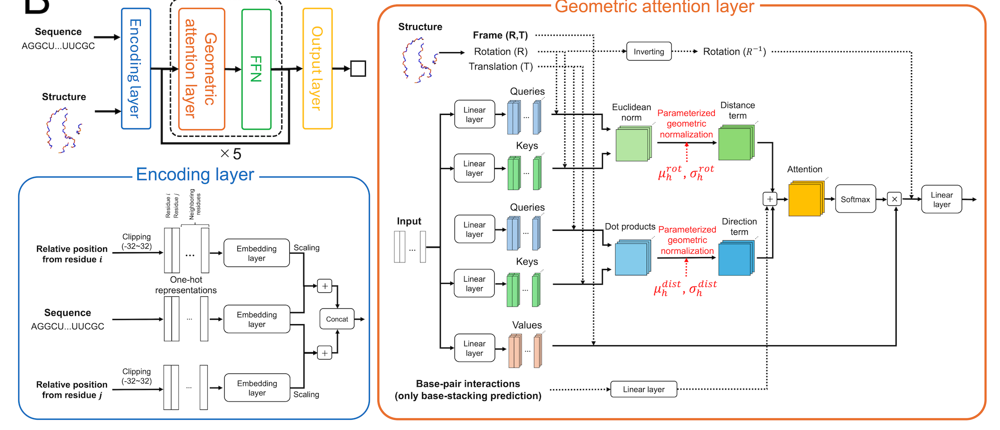 B
Sequence
AGGCU...UUCGC
Structure
Encoding layer
Geometric
attention layer
FFN
Output layer
×5
Encoding layer
Residue i
Residue j
Neighboring
residues
Relative position
from residue i
Clipping
(-32~32)
...
Embedding
layer
Scaling
One-hot
representations
+
Sequence
AGGCU...UUCGC
...
Embedding
layer
Concat
+
Relative position
from residue j
Clipping
(-32~32)
...
Embedding
layer
Scaling
Geometric attention layer
Structure
Frame (R,T)
Rotation (R)
Inverting
Rotation (R⁻¹)
Translation (T)
Input
...
Linear
layer
Queries
...
Linear
layer
Keys
...
Euclidean
norm
Parameterized
geometric
normalization
μ_h^rot, σ_h^rot
Distance
term
Linear
layer
Queries
...
Linear
layer
Keys
...
Dot products
Parameterized
geometric
normalization
μ_h^dist, σ_h^dist
Direction
term
+
Attention
Softmax
×
Linear
layer
Linear
layer
Values
...
Base-pair interactions
(only base-stacking prediction)
Linear layer